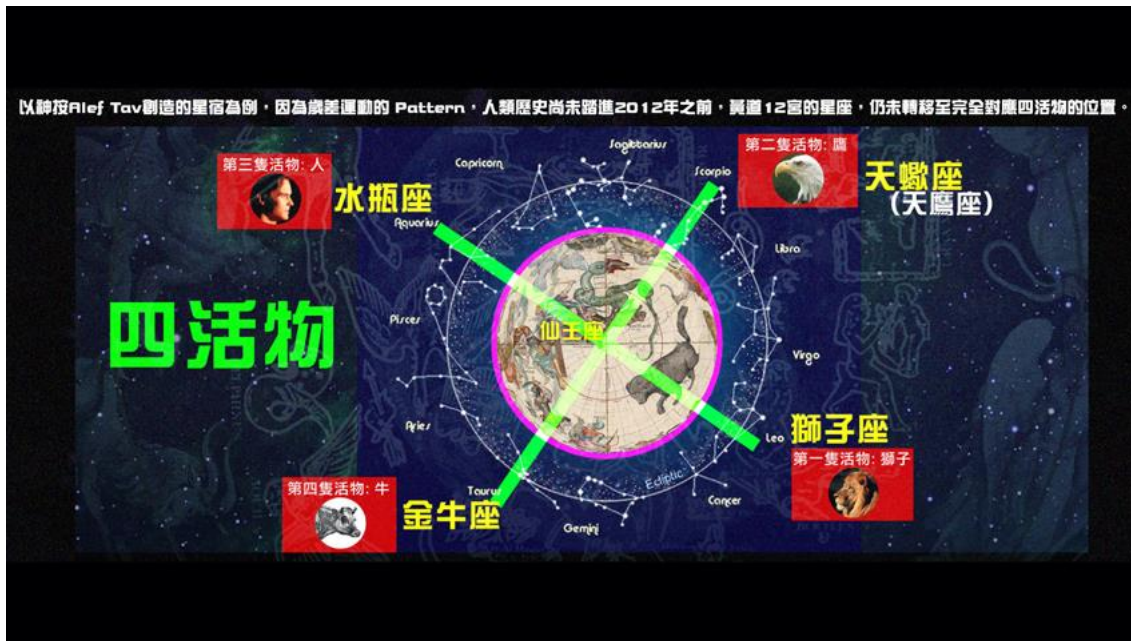 以神按Alef Tav創造的星宿為例，因為歲差運動的 Pattern，人類歷史尚未踏進2012年之前，黃道12宮的星座，仍未轉移至完全對應四活物的位置。
第三隻活物: 人
水瓶座
Capricorn
Sagittarius
Scorpio
第二隻活物: 鷹
天蠍座
(天鷹座)
Aquarius
Libra
四活物
Pisces
仙王座
Virgo
Aries
Leo
獅子座
第一隻活物: 獅子
Ecliptic
Cancer
第四隻活物: 牛
Taurus
金牛座
Gemini